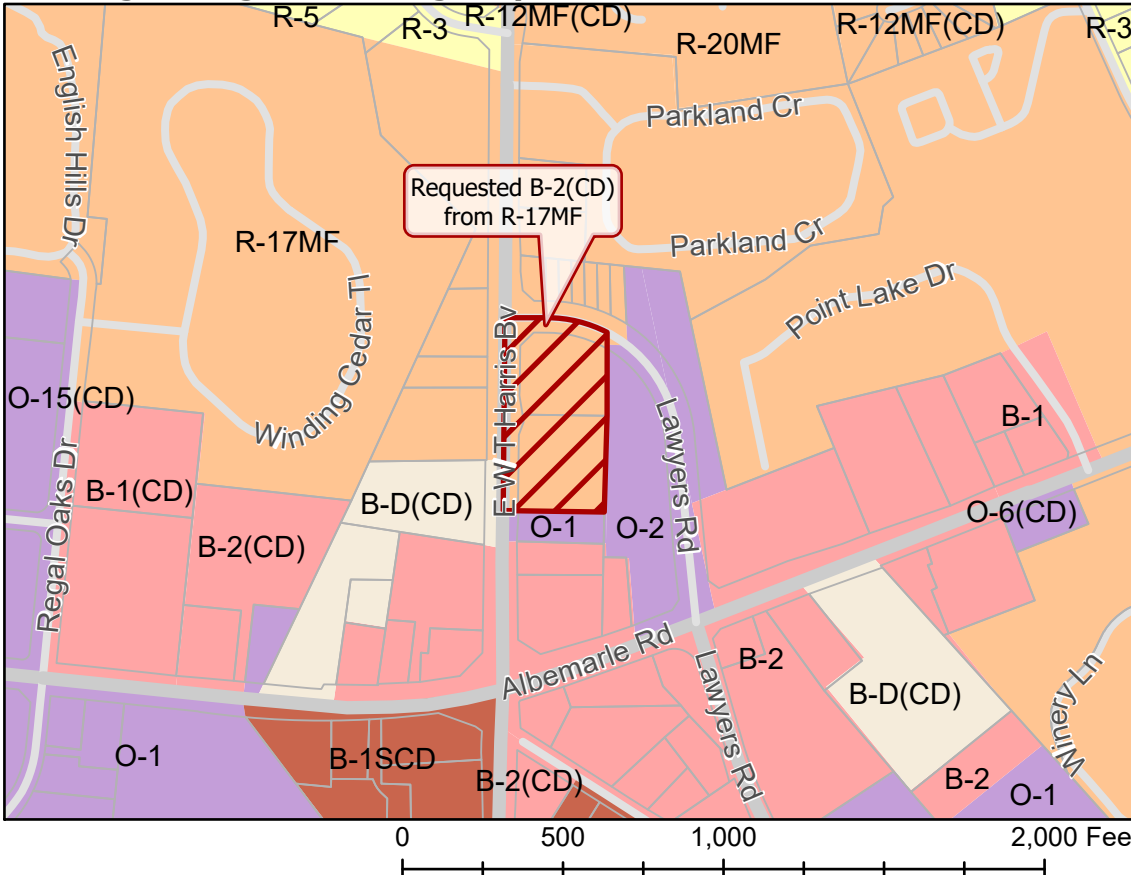 R-5
R-3
R-12MF(CD)
R-20MF
R-12MF(CD)
R-3
English Hills Dr
Parkland Cr
Requested B-2(CD)
from R-17MF
R-17MF
Parkland Cr
Point Lake Dr
Winding Cedar Tl
E W T Harris Bv
O-15(CD)
Lawyers Rd
B-1
B-1(CD)
B-D(CD)
O-6(CD)
B-2(CD)
O-1
O-2
Regal Oaks Dr
Albemarle Rd
B-2
Lawyers Rd
B-D(CD)
Winery Ln
O-1
B-1SCD
B-2(CD)
B-2
O-1
0 500 1,000 2,000 Fee